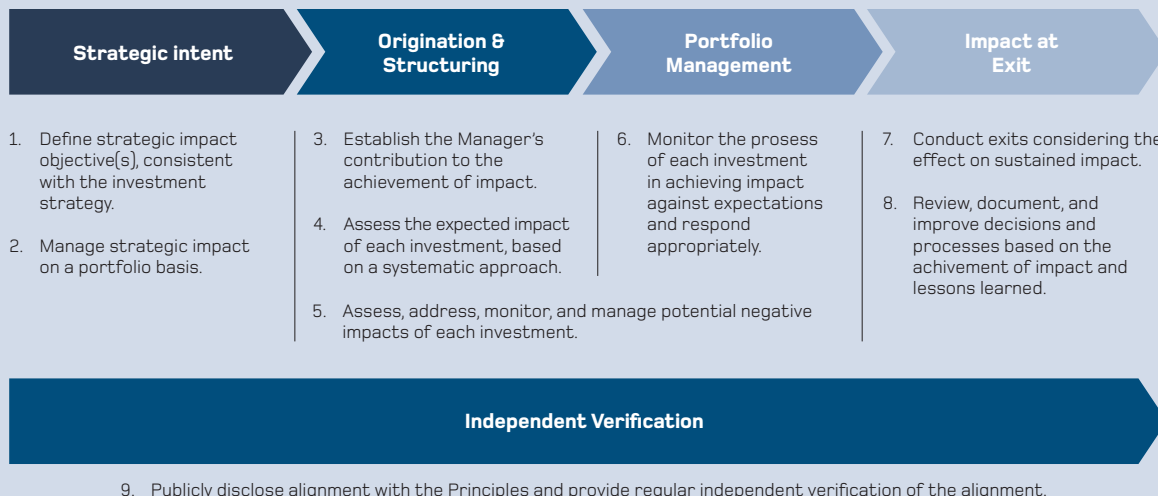 Strategic intent
Origination &
Structuring
Portfolio
Management
Impact at
Exit
1. Define strategic impact
objective(s), consistent
with the investment
strategy.
2. Manage strategic impact
on a portfolio basis.
3. Establish the Manager's
contribution to the
achievement of impact.
4. Assess the expected impact
of each investment, based
on a systematic approach.
5. Assess, address, monitor, and manage potential negative
impacts of each investment.
6. Monitor the prosess
of each investment
in achieving impact
against expectations
and respond
appropriately.
7. Conduct exits considering the
effect on sustained impact.
8. Review, document, and
improve decisions and
processes based on the
achivement of impact and
lessons learned.
Independent Verification
9. Publicly disclose alignment with the Principles and provide regular independent verification of the alignment.